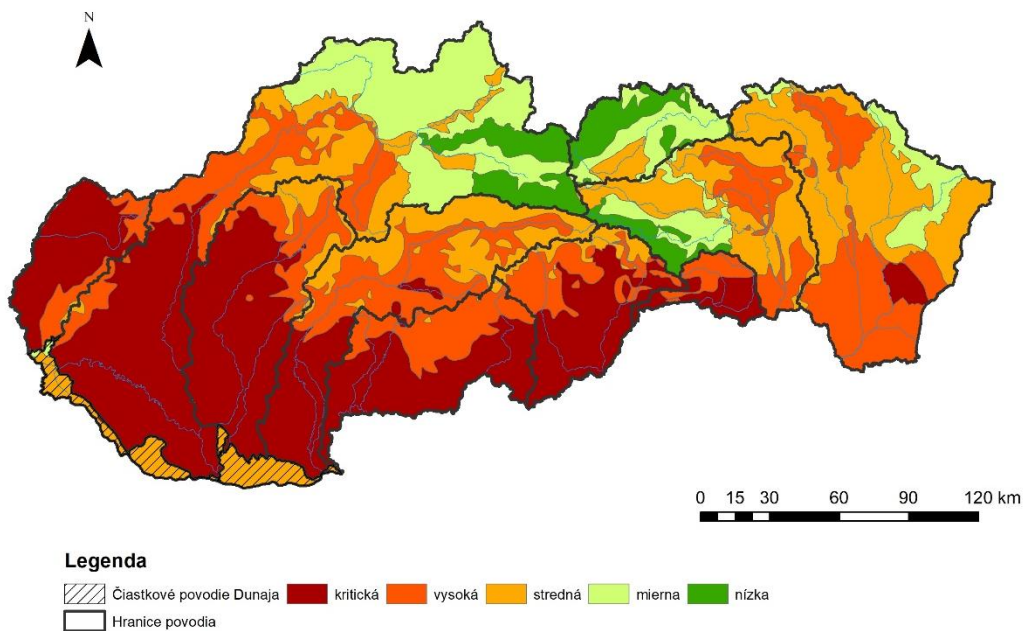 N
0 15 30 60 90 120 km
Legenda
Čiastkové povodie Dunaja kritická vysoká stredná mierna nízka
Hranice povodia